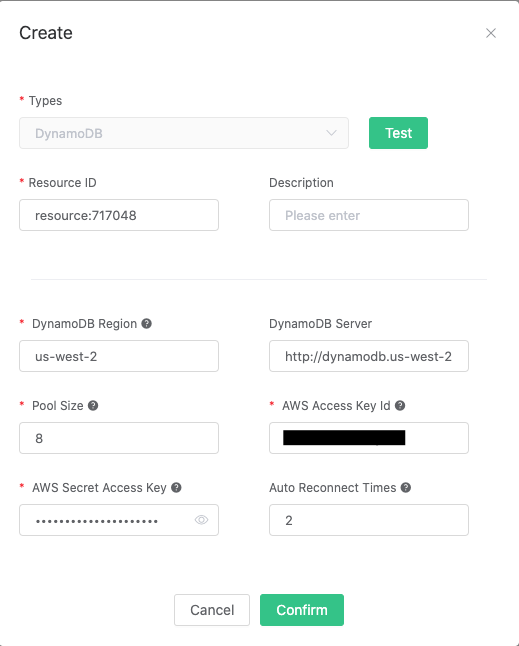 Create
* Types
DynamoDB
Test
* Resource ID
Description
resource:717048
Please enter
* DynamoDB Region
DynamoDB Server
us-west-2
http://dynamodb.us-west-2
* Pool Size
* AWS Access Key Id
8
* AWS Secret Access Key
Auto Reconnect Times
•••••••••••••••••••••
2
Cancel
Confirm